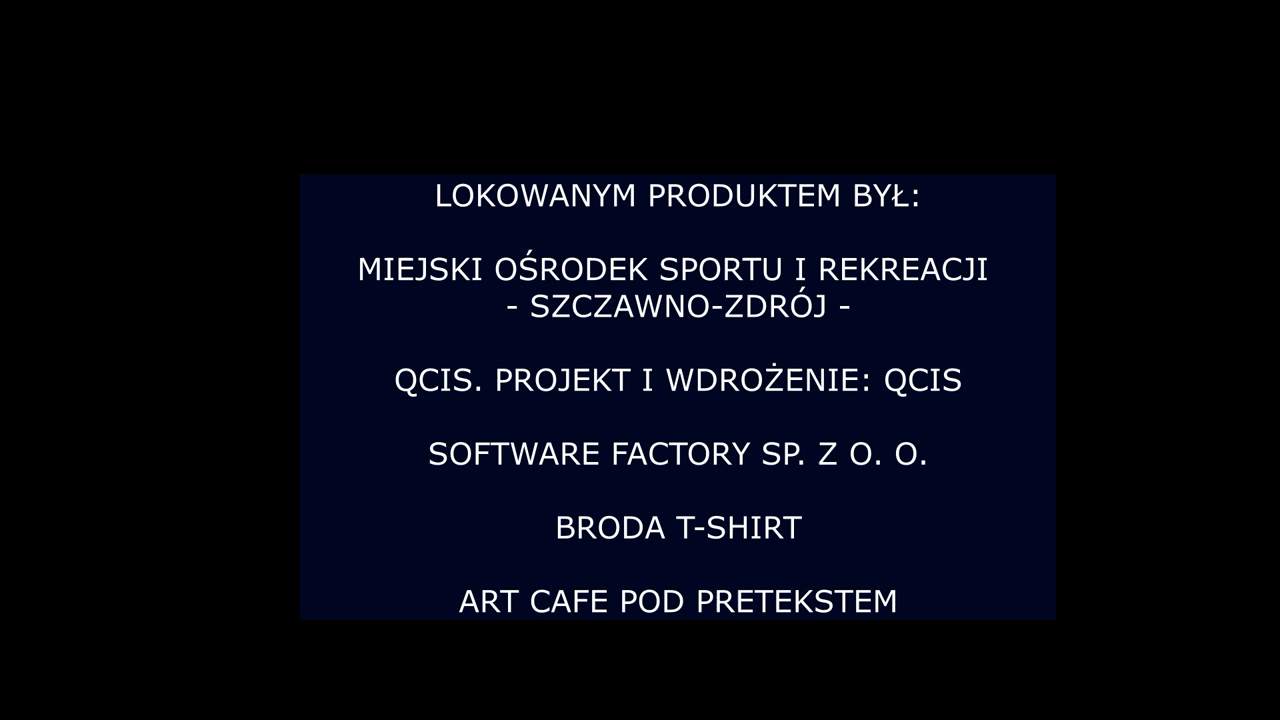 LOKOWANYM PRODUKTEM BYŁ:
MIEJSKI OŚRODEK SPORTU I REKREACJI
- SZCZAWNO-ZDRÓJ -
QCIS. PROJEKT I WDROŻENIE: QCIS
SOFTWARE FACTORY SP. Z O. O.
BRODA T-SHIRT
ART CAFE POD PRETEKSTEM